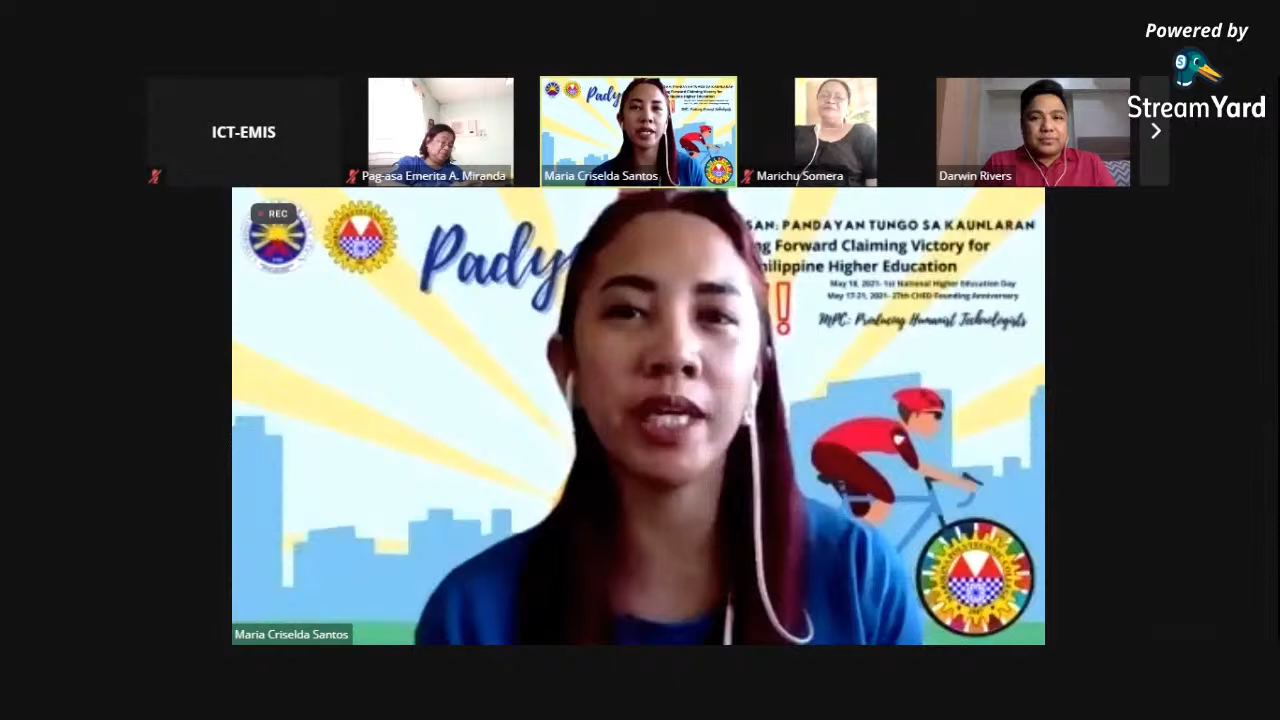 Powered by
StreamYard
ICT-EMIS
Pag-asa Emerita A. Miranda
Maria Criselda Santos
Marichu Somera
Darwin Rivers
REC
Pady
SAN: PANDAYAN TUNGO SA KAUNLARAN
ng Forward Claiming Victory for
hilippine Higher Education
May 18, 2021- 1st National Higher Education Day
May 17-21, 2021- 27th CHED Founding Anniversary
!!
MPC: Producing Humanist Technologists
Maria Criselda Santos